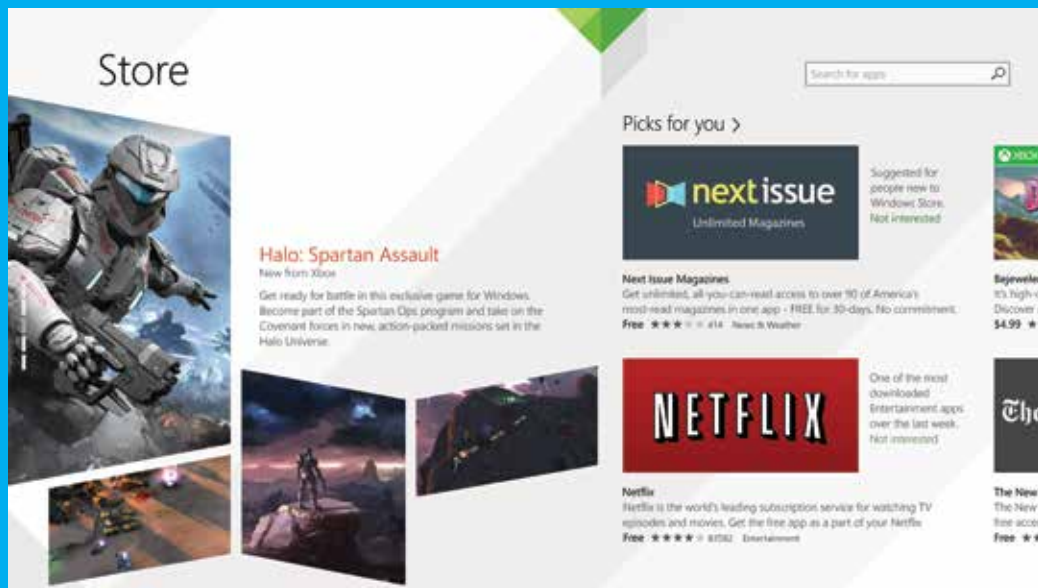 Store
Search for apps
Picks for you >
Halo: Spartan Assault
New from Xbox
Get ready for battle in this exclusive game for Windows.
Become part of the Spartan Ops program and take on the
Covenant forces in new, action-packed missions set in the
Halo Universe.
next issue
Unlimited Magazines
Suggested for
people new to
Windows Store.
Not interested
Next Issue Magazines
Get unlimited, all-you-can-read access to over 90 of America's
most-read magazines in one app - FREE for 30-days. No commitment.
Free ★★★ 414 News & Weather
NETFLIX
One of the most
downloaded
Entertainment apps
over the last week.
Not interested
Netflix
Netflix is the world's leading subscription service for watching TV
episodes and movies. Get the free app as a part of your Netflix
Free ★★★★ Entertainment
XBOX
Bejewele
It's high-
Discover
$4.99 ★
The
The New
The New
free acce
Free ★★